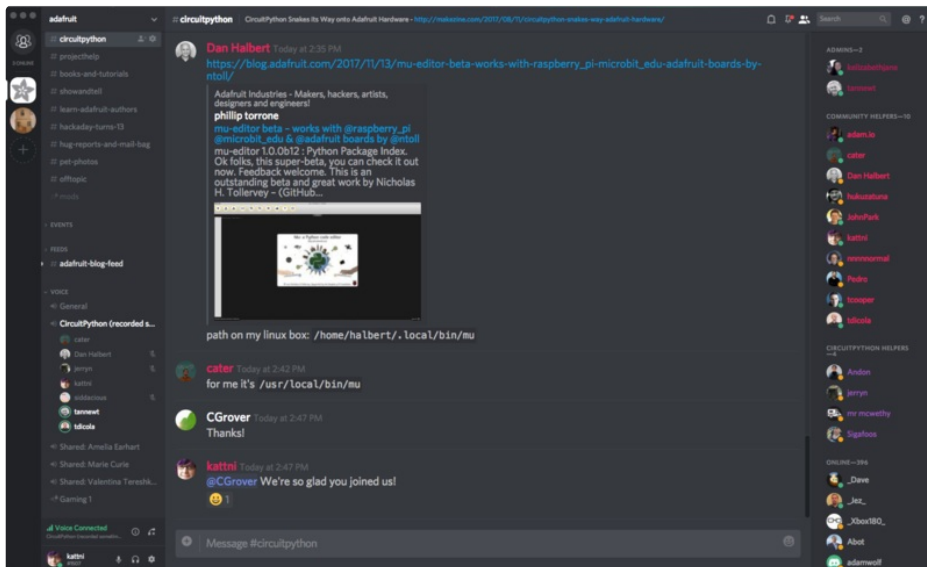 adafruit
# circuitpython
CircuitPython Snakes Its Way onto Adafruit Hardware - http://makezine.com/2017/08/11/circuitpython-snakes-way-adafruit-hardware/
Search
# circuitpython
# projecthelp
# books-and-tutorials
# showandtell
# learn-adafruit-authors
# hackaday-turns-13
# hug-reports-and-mail-bag
# pet-photos
# offtopic
mods
EVENTS
FEEDS
# adafruit-blog-feed
VOICE
General
CircuitPython (recorded s...
cater
Dan Halbert
jerryn
kattni
siddacious
tannewt
tdicola
Shared: Amelia Earhart
Shared: Marie Curie
Shared: Valentina Tereshk...
Gaming 1
Voice Connected
kattni
Dan Halbert Today at 2:35 PM
https://blog.adafruit.com/2017/11/13/mu-editor-beta-works-with-raspberry_pi-microbit_edu-adafruit-boards-by-
ntoll/
Adafruit Industries - Makers, hackers, artists,
designers and engineers!
phillip torrone
mu-editor beta – works with @raspberry_pi
@microbit_edu & @adafruit boards by @ntoll
mu-editor 1.0.0b12 : Python Package Index.
Ok folks, this super-beta, you can check it out
now. Feedback welcome. This is an
outstanding beta and great work by Nicholas
H. Tollervey – (GitHub...
path on my linux box: /home/halbert/.local/bin/mu
cater Today at 2:42 PM
for me it's /usr/local/bin/mu
CGrover Today at 2:47 PM
Thanks!
kattni Today at 2:47 PM
@CGrover We're so glad you joined us!
1
Message #circuitpython
ADMINS—2
tannewt
COMMUNITY HELPERS—10
adam.io
cater
Dan Halbert
hukuzatuna
JohnPark
kattni
nnnnnormal
Pedro
tsooper
tdicola
CIRCUITPYTHON HELPERS
—4
Andon
jerryn
mr mcwethy
Sigafoos
ONLINE—396
_Dave
_Jez_
_Xbox180_
Abot
adamwolf